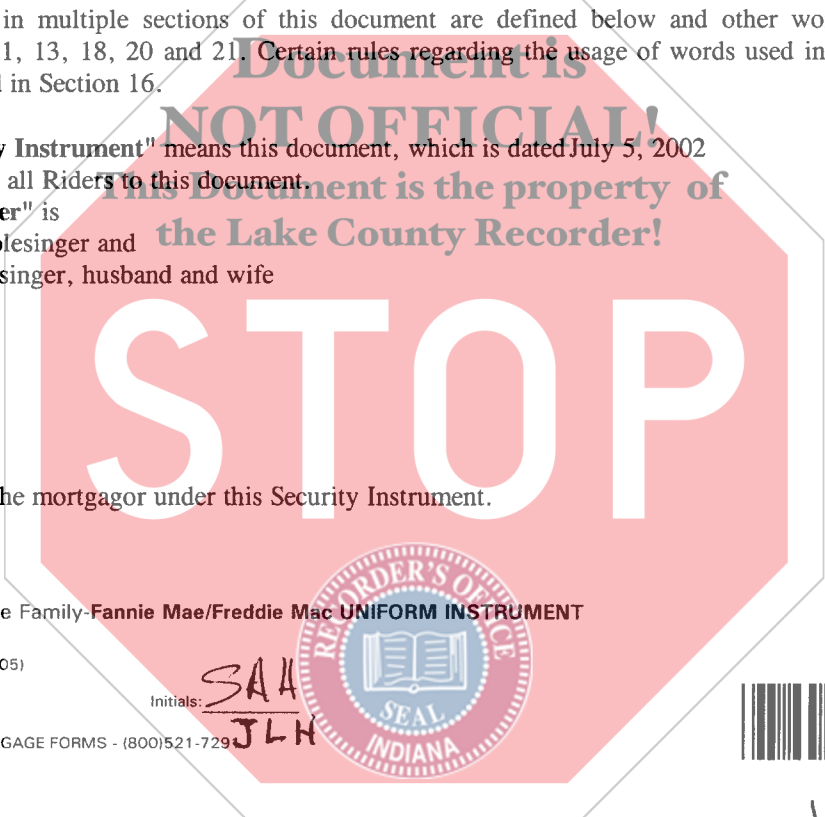 in multiple sections of this document are defined below and other wo
1, 13, 18, 20 and 21. Certain rules regarding the usage of words used in
in Section 16.
Document is
NOT OFFICIAL!
This Document is the property of
the Lake County Recorder!
Instrument" means this document, which is dated July 5, 2002
all Riders to this document.
er" is
lesinger and
singer, husband and wife
STOP
he mortgagor under this Security Instrument.
e Family-Fannie Mae/Freddie Mac UNIFORM INSTRUMENT
05)
Initials: SAH
JLH
GAGE FORMS - (800)521-729
RECORDER'S OFFICE
SEAL
INDIANA